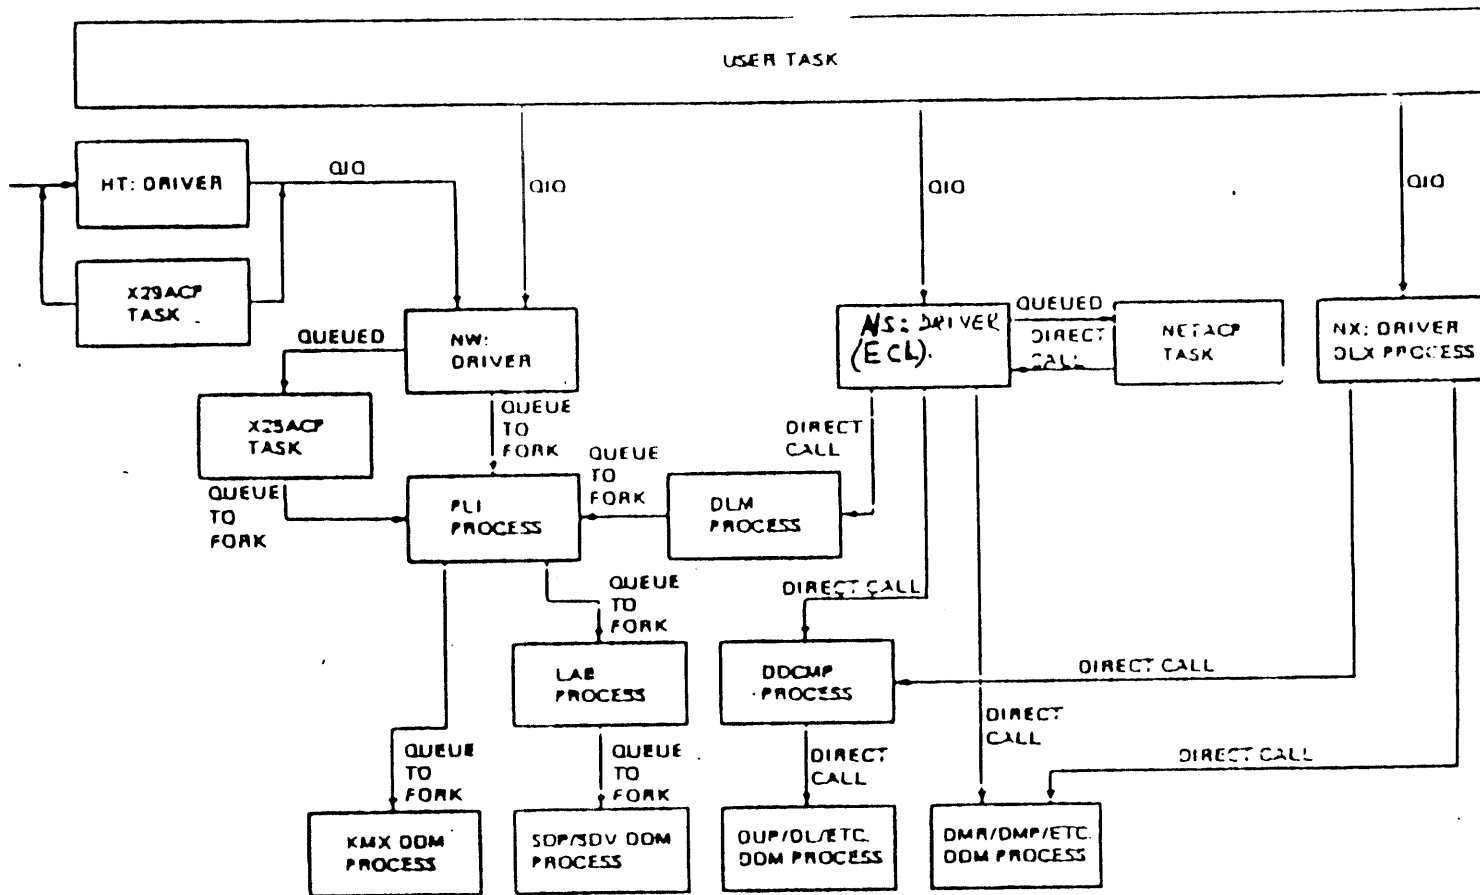 USER TASK
HT: DRIVER
QIO
QIO
QIO
QIO
X29ACP
TASK
QUEUED
NW:
DRIVER
NS: DRIVER
(ECL).
QUEUED
DIRECT
CALL
NETACP
TASK
NX: DRIVER
DLX PROCESS
X25ACP
TASK
QUEUE
TO
FORK
DIRECT
CALL
QUEUE
TO
FORK
QUEUE
TO
FORK
PLI
PROCESS
DLM
PROCESS
QUEUE
TO
FORK
DIRECT CALL
LAB
PROCESS
DDCMP
PROCESS
DIRECT CALL
QUEUE
TO
FORK
QUEUE
TO
FORK
DIRECT
CALL
DIRECT
CALL
DIRECT CALL
KMX DDM
PROCESS
SDP/SDV DDM
PROCESS
DUP/DL/ETC.
DDM PROCESS
DMR/DMP/ETC.
DDM PROCESS